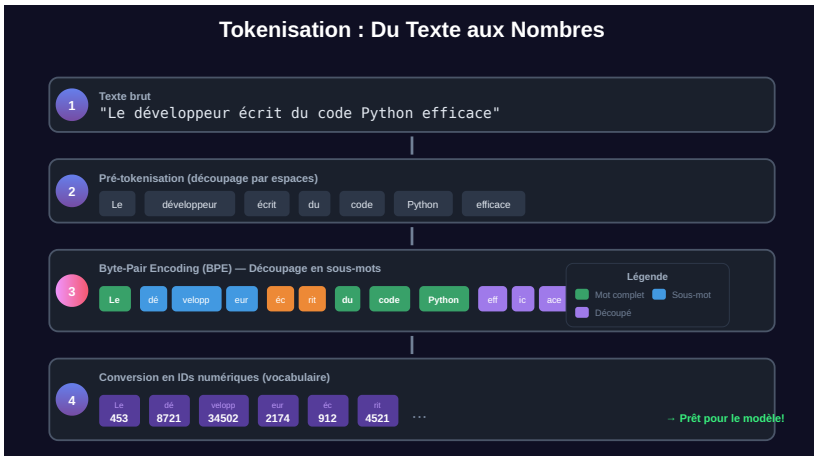 Tokenisation : Du Texte aux Nombres
1
Texte brut
"Le développeur écrit du code Python efficace"
2
Pré-tokenisation (découpage par espaces)
Le développeur écrit du code Python efficace
3
Byte-Pair Encoding (BPE) — Découpage en sous-mots
Le dé velopp eur éc rit du code Python eff ic ace
Légende
Mot complet Sous-mot
Découpé
4
Conversion en IDs numériques (vocabulaire)
Le dé velopp eur éc rit
453 8721 34502 2174 912 4521 ...
→ Prêt pour le modèle!